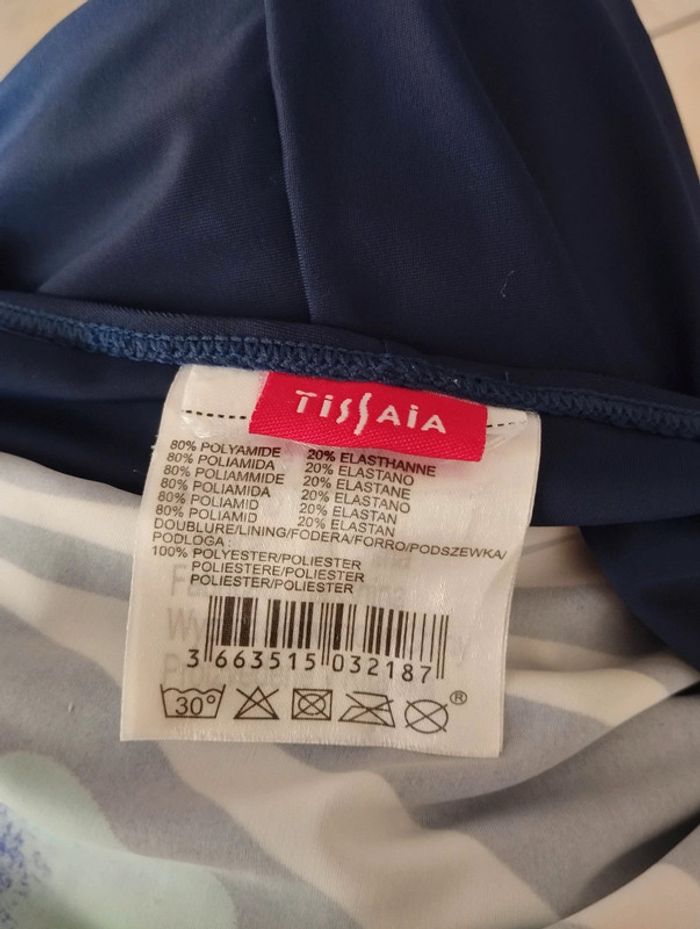 TiSSAiA
80% POLYAMIDE 20% ELASTHANNE
80% POLIAMIDA 20% ELASTANO
80% POLIAMMIDE 20% ELASTANE
80% POLIAMIDA 20% ELASTANO
80% POLIAMID 20% ELASTAN
80% POLIAMID 20% ELASTAN
DOUBLURE/LINING/FODERA/FORRO/PODSZEWKA/
PODLOGA:
100% POLYESTER/POLIESTER
POLIESTERE/POLIESTER
POLIESTER/POLIESTER
3 663515 032187
30° ®